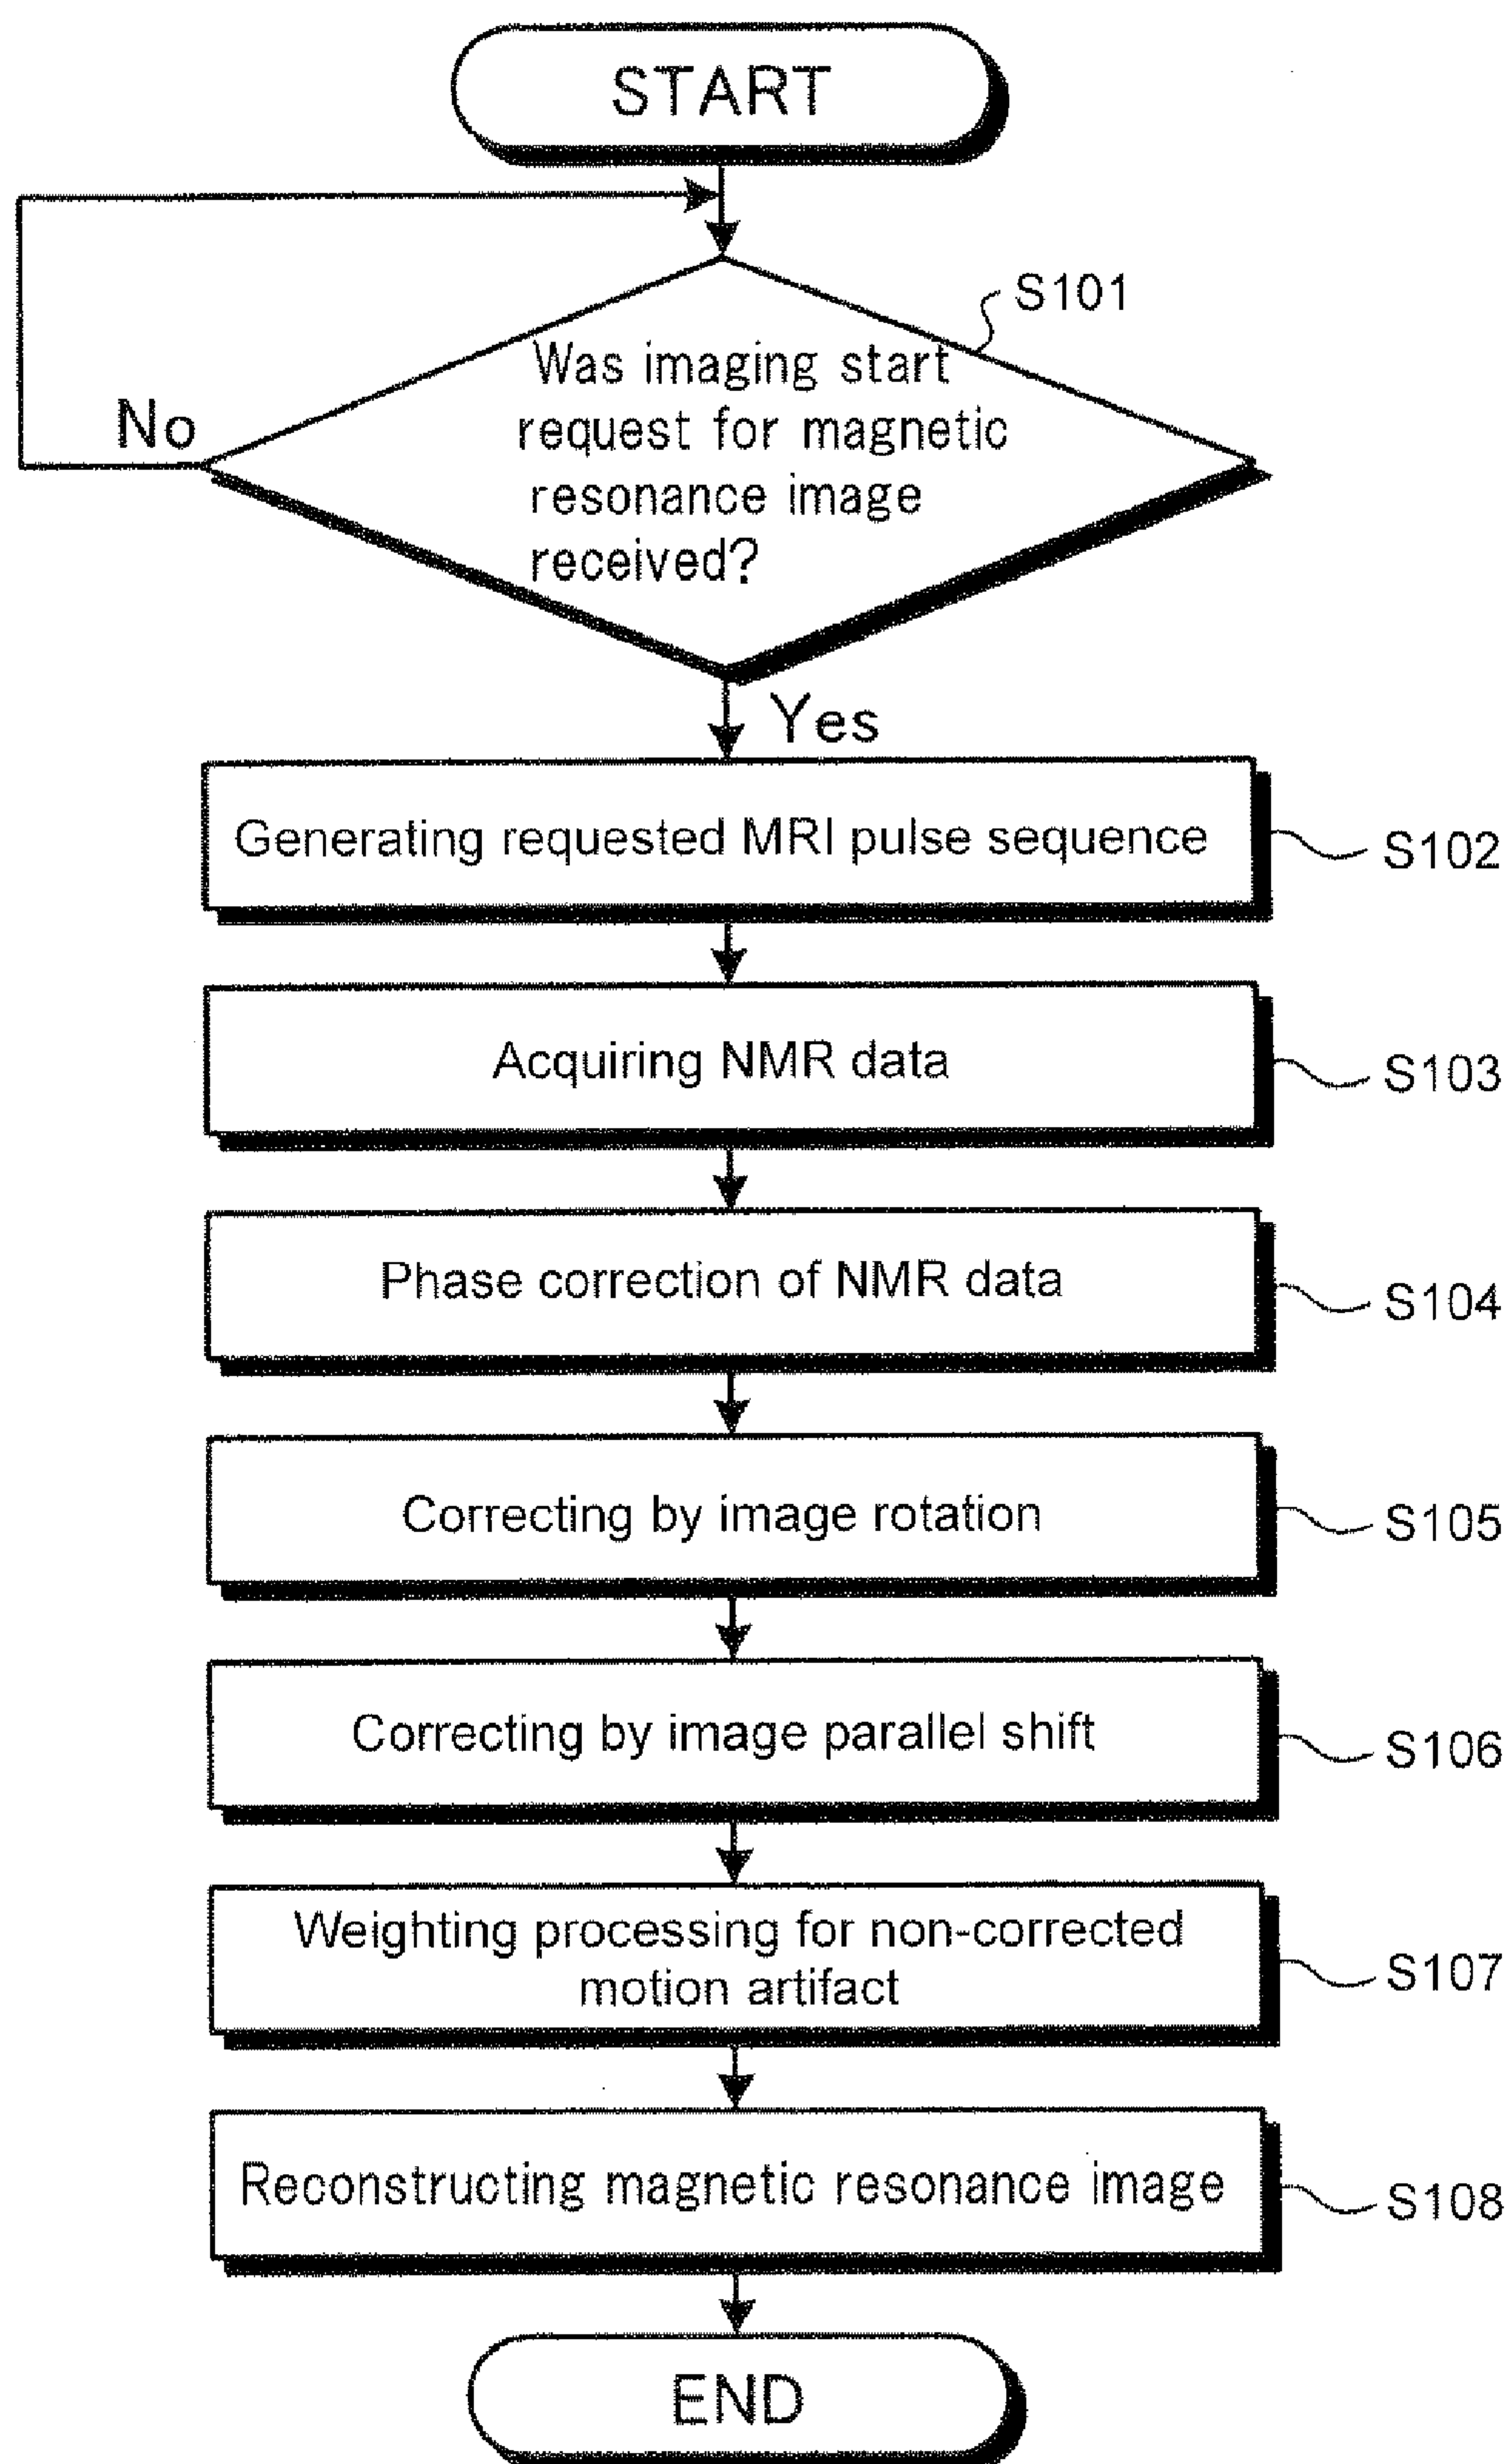 START
S101
Was imaging start
request for magnetic
resonance image
received?
No
Yes
Generating requested MRI pulse sequence
S102
Acquiring NMR data
S103
Phase correction of NMR data
S104
Correcting by image rotation
S105
Correcting by image parallel shift
S106
Weighting processing for non-corrected
motion artifact
S107
Reconstructing magnetic resonance image
S108
END